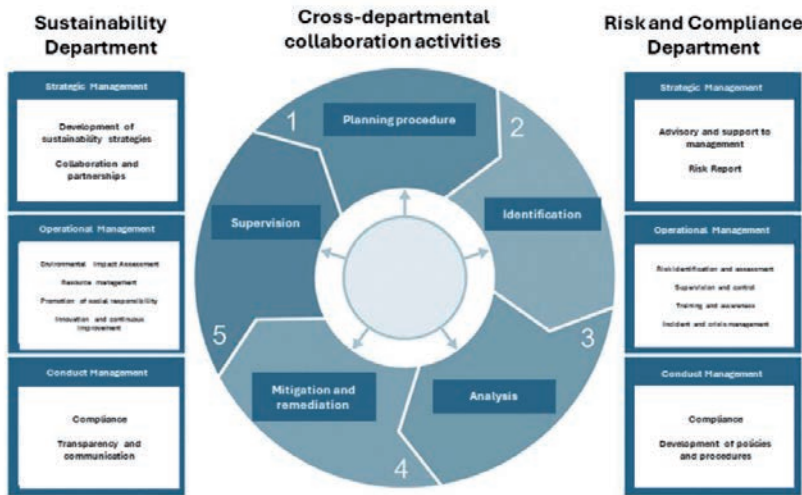 Sustainability
Department
Strategic Management
Development of
sustainability strategies
Collaboration and
partnerships
Operational Management
Environmental Impact Assessment
Resource management
Promotion of social responsibility
Innovation and continuous
improvement
Conduct Management
Compliance
Transparency and
communication
Cross-departmental
collaboration activities
1
Planning procedure
2
Identification
3
Analysis
4
Mitigation and
remediation
5
Supervision
Risk and Compliance
Department
Strategic Management
Advisory and support to
management
Risk Report
Operational Management
Risk identification and assessment
Supervision and control
Training and awareness
Incident and crisis management
Conduct Management
Compliance
Development of policies
and procedures